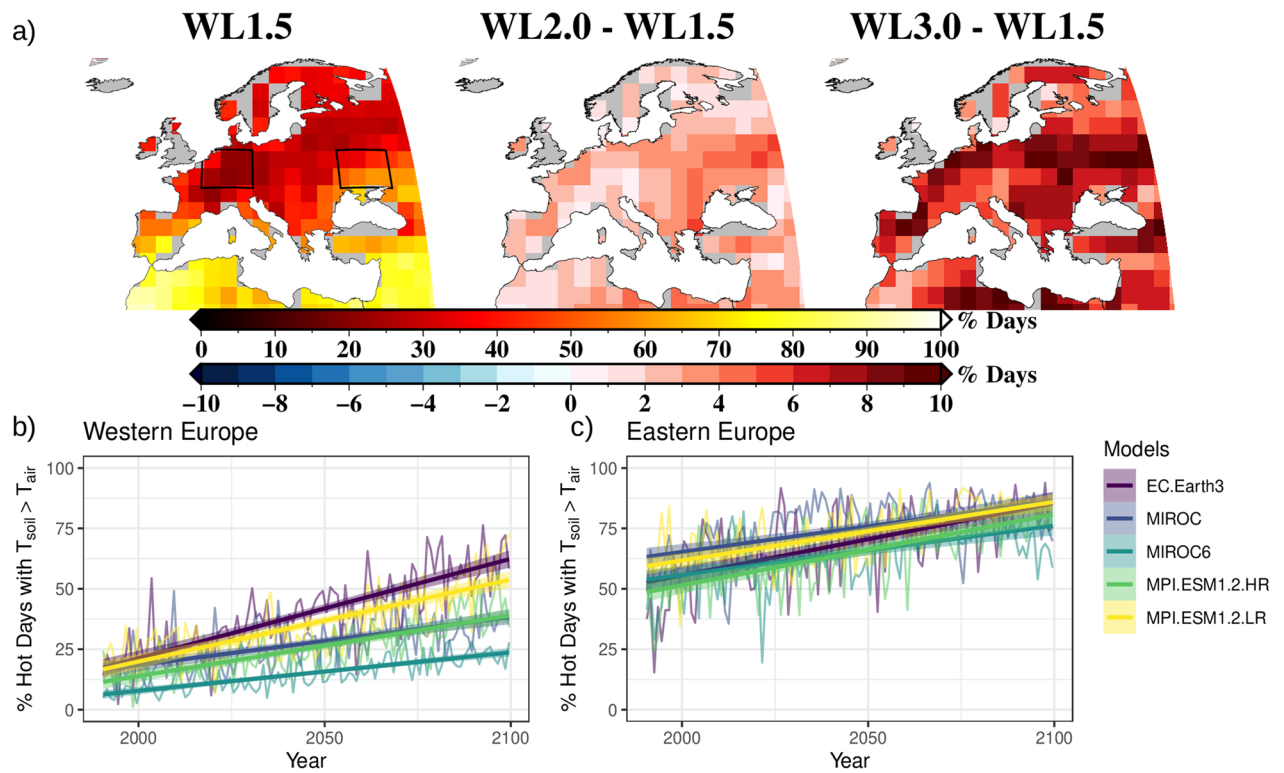 a)
WL1.5
WL2.0 - WL1.5
WL3.0 - WL1.5
% Days
0 10 20 30 40 50 60 70 80 90 100
% Days
−10 −8 −6 −4 −2 0 2 4 6 8 10
b)
Western Europe
% Hot Days with Tsoil > Tair
100
75
50
25
0
2000 2050 2100
Year
c)
Eastern Europe
% Hot Days with Tsoil > Tair
100
75
50
25
0
2000 2050 2100
Year
Models
EC.Earth3
MIROC
MIROC6
MPI.ESM1.2.HR
MPI.ESM1.2.LR